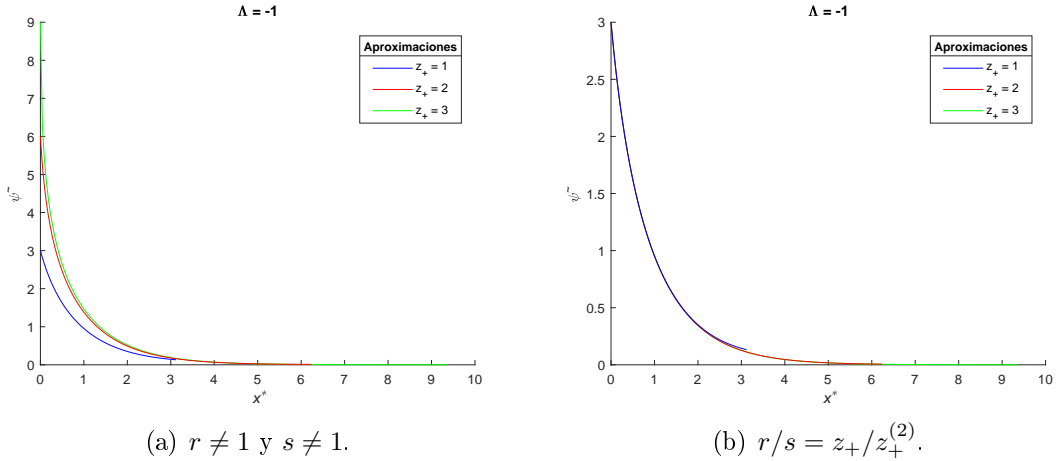 Λ = -1
9
8
7
6
5
4
3
2
1
0
ψ̃
0 1 2 3 4 5 6 7 8 9 10
x*
Aproximaciones
z₊ = 1
z₊ = 2
z₊ = 3
(a) r ≠ 1 y s ≠ 1.
Λ = -1
3
2.5
2
1.5
1
0.5
0
ψ̃
0 1 2 3 4 5 6 7 8 9 10
x*
Aproximaciones
z₊ = 1
z₊ = 2
z₊ = 3
(b) r/s = z₊/z₊⁽²⁾.